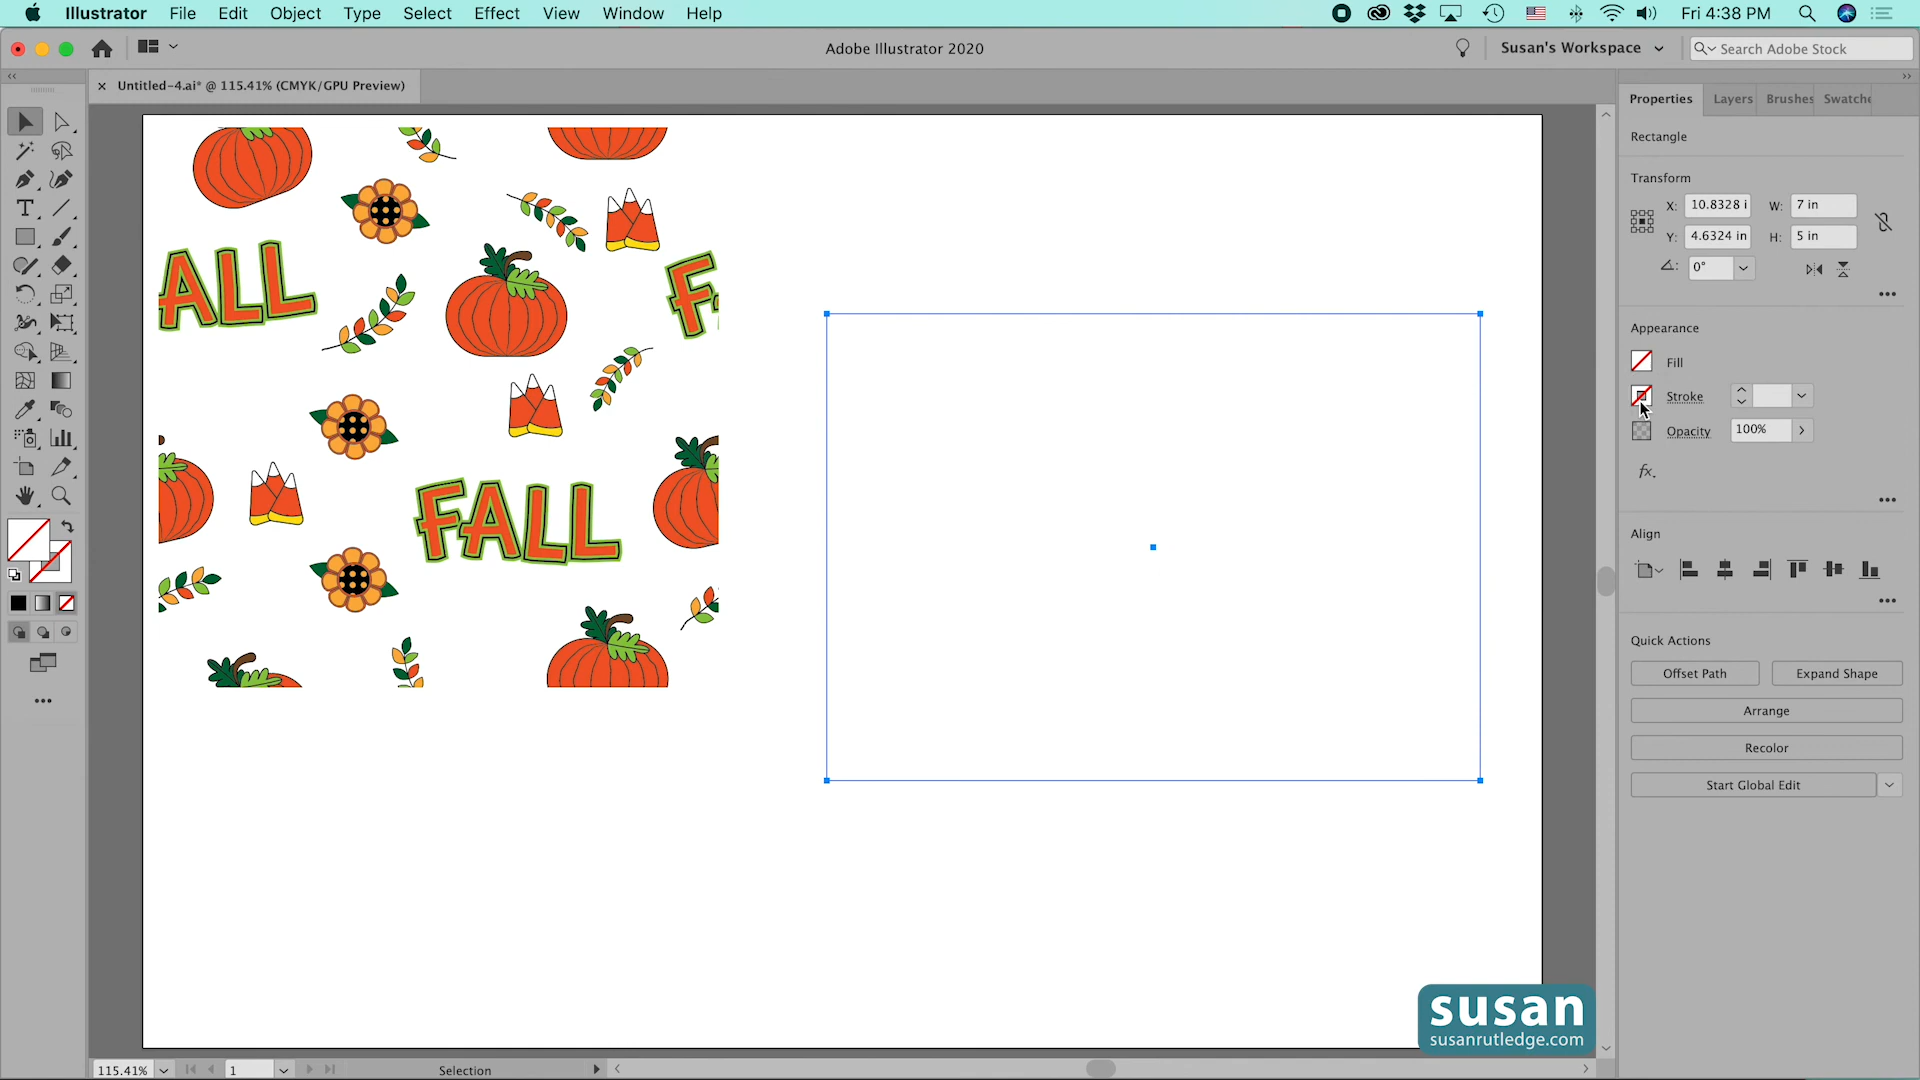 Illustrator File Edit Object Type Select Effect View Window Help Fri 4:38 PM
Adobe Illustrator 2020 Susan's Workspace Search Adobe Stock
Untitled-4.ai* @ 115.41% (CMYK/GPU Preview)
Properties Layers Brushes Swatche
Rectangle
Transform
X: 10.8328 i W: 7 in
Y: 4.6324 in H: 5 in
0°
Appearance
Fill
Stroke
Opacity 100%
fx.
Align
Quick Actions
Offset Path Expand Shape
Arrange
Recolor
Start Global Edit
ALL
FA
FALL
susan
susanrutledge.com
115.41% 1 Selection